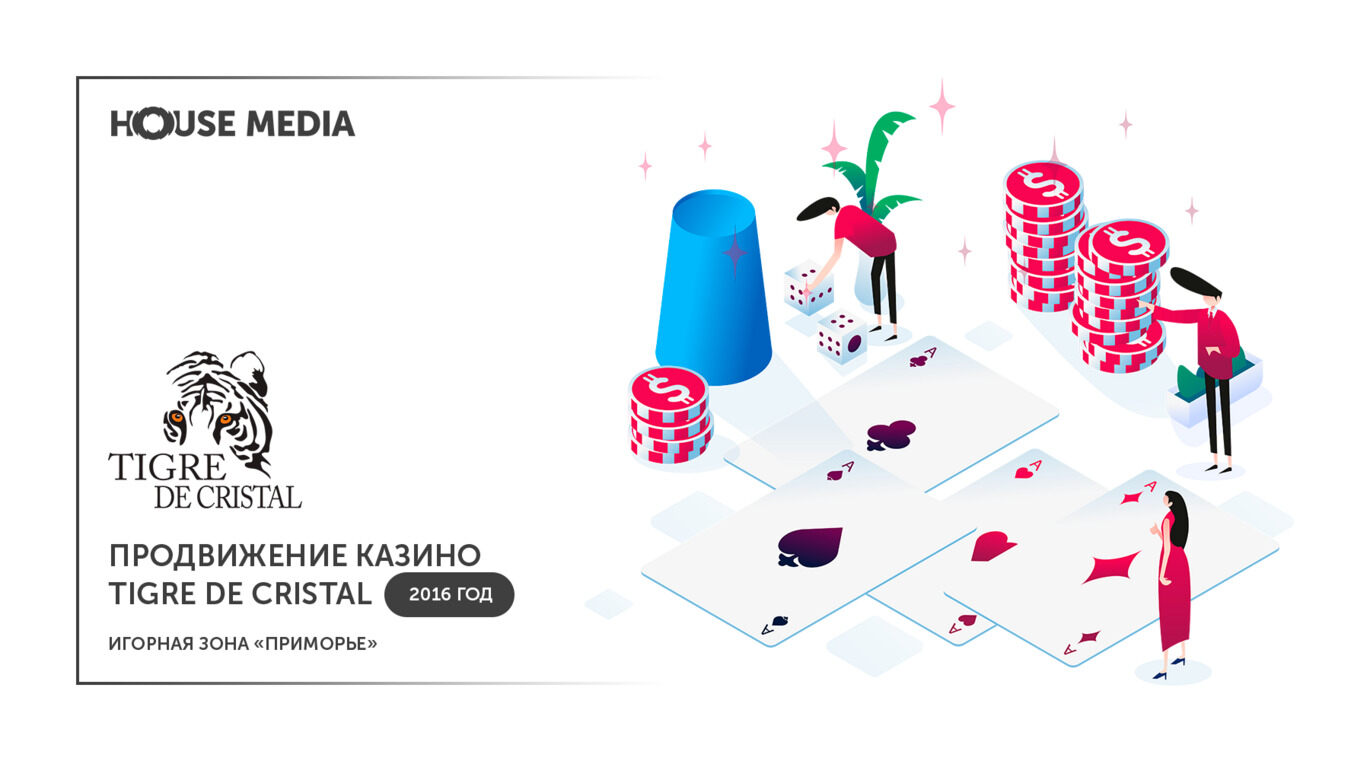 HOUSE MEDIA
TIGRE
DE CRISTAL
ПРОДВИЖЕНИЕ КАЗИНО
TIGRE DE CRISTAL 2016 ГОД
ИГОРНАЯ ЗОНА «ПРИМОРЬЕ»
$
$
$
A
A
A
A
A
A
A